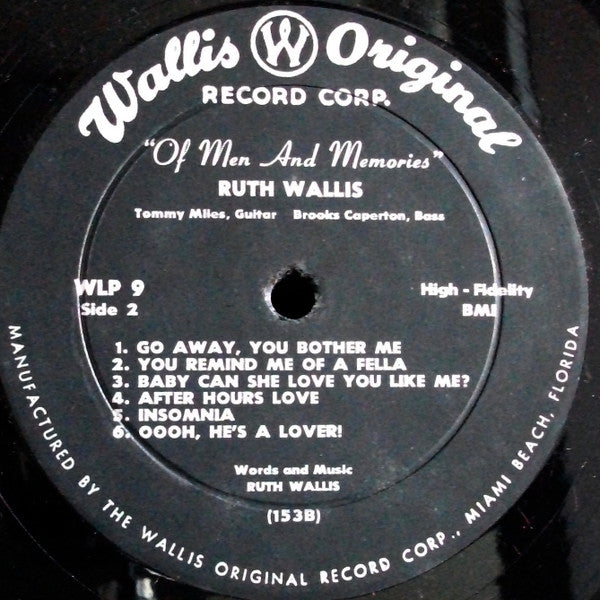 Wallis W Original
RECORD CORP.
"Of Men And Memories"
RUTH WALLIS
Tommy Miles, Guitar Brooks Caperton, Bass
WLP 9 High - Fidelity
Side 2 BMI
1. GO AWAY, YOU BOTHER ME
2. YOU REMIND ME OF A FELLA
3. BABY CAN SHE LOVE YOU LIKE ME?
4. AFTER HOURS LOVE
5. INSOMNIA
6. OOOH, HE'S A LOVER!
Words and Music
RUTH WALLIS
(153B)
MANUFACTURED BY THE WALLIS ORIGINAL RECORD CORP., MIAMI BEACH, FLORIDA